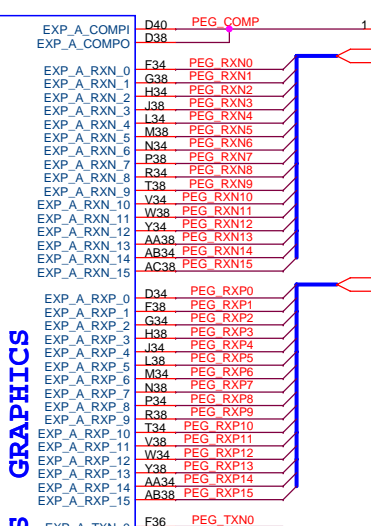 EXP_A_COMPI D40 PEG_COMP 1
EXP_A_COMPO D38
EXP_A_RXN_0 F34 PEG_RXN0
EXP_A_RXN_1 G38 PEG_RXN1
EXP_A_RXN_2 H34 PEG_RXN2
EXP_A_RXN_3 J38 PEG_RXN3
EXP_A_RXN_4 L34 PEG_RXN4
EXP_A_RXN_5 M38 PEG_RXN5
EXP_A_RXN_6 N34 PEG_RXN6
EXP_A_RXN_7 P38 PEG_RXN7
EXP_A_RXN_8 R34 PEG_RXN8
EXP_A_RXN_9 T38 PEG_RXN9
EXP_A_RXN_10 V34 PEG_RXN10
EXP_A_RXN_11 W38 PEG_RXN11
EXP_A_RXN_12 Y34 PEG_RXN12
EXP_A_RXN_13 AA38 PEG_RXN13
EXP_A_RXN_14 AB34 PEG_RXN14
EXP_A_RXN_15 AC38 PEG_RXN15
EXP_A_RXP_0 D34 PEG_RXP0
EXP_A_RXP_1 F38 PEG_RXP1
EXP_A_RXP_2 G34 PEG_RXP2
EXP_A_RXP_3 H38 PEG_RXP3
EXP_A_RXP_4 J34 PEG_RXP4
EXP_A_RXP_5 L38 PEG_RXP5
EXP_A_RXP_6 M34 PEG_RXP6
EXP_A_RXP_7 N38 PEG_RXP7
EXP_A_RXP_8 P34 PEG_RXP8
EXP_A_RXP_9 R38 PEG_RXP9
EXP_A_RXP_10 T34 PEG_RXP10
EXP_A_RXP_11 V38 PEG_RXP11
EXP_A_RXP_12 W34 PEG_RXP12
EXP_A_RXP_13 Y38 PEG_RXP13
EXP_A_RXP_14 AA34 PEG_RXP14
EXP_A_RXP_15 AB38 PEG_RXP15
F36 PEG_TXN0
GRAPHICS